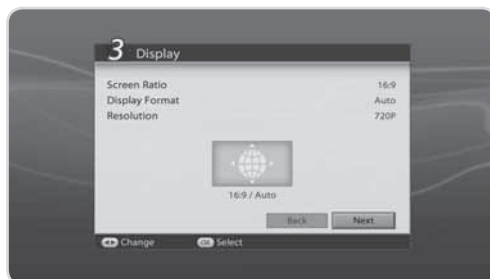 3 Display
Screen Ratio 16:9
Display Format Auto
Resolution 720P
16:9 / Auto
Back Next
Change OK Select